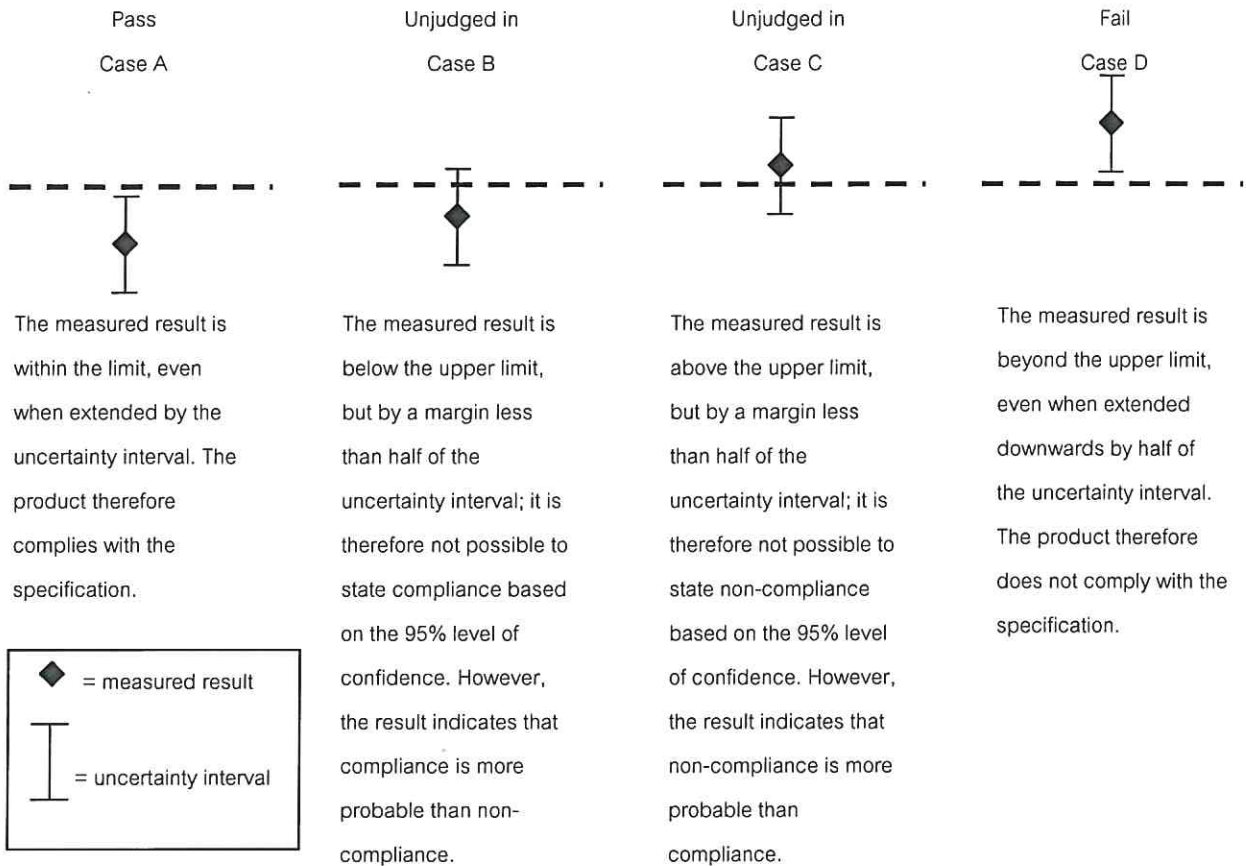 Pass
Case A
The measured result is
within the limit, even
when extended by the
uncertainty interval. The
product therefore
complies with the
specification.
= measured result
= uncertainty interval
Unjudged in
Case B
The measured result is
below the upper limit,
but by a margin less
than half of the
uncertainty interval; it is
therefore not possible to
state compliance based
on the 95% level of
confidence. However,
the result indicates that
compliance is more
probable than non-
compliance.
Unjudged in
Case C
The measured result is
above the upper limit,
but by a margin less
than half of the
uncertainty interval; it is
therefore not possible to
state non-compliance
based on the 95% level
of confidence. However,
the result indicates that
non-compliance is more
probable than
compliance.
Fail
Case D
The measured result is
beyond the upper limit,
even when extended
downwards by half of
the uncertainty interval.
The product therefore
does not comply with the
specification.